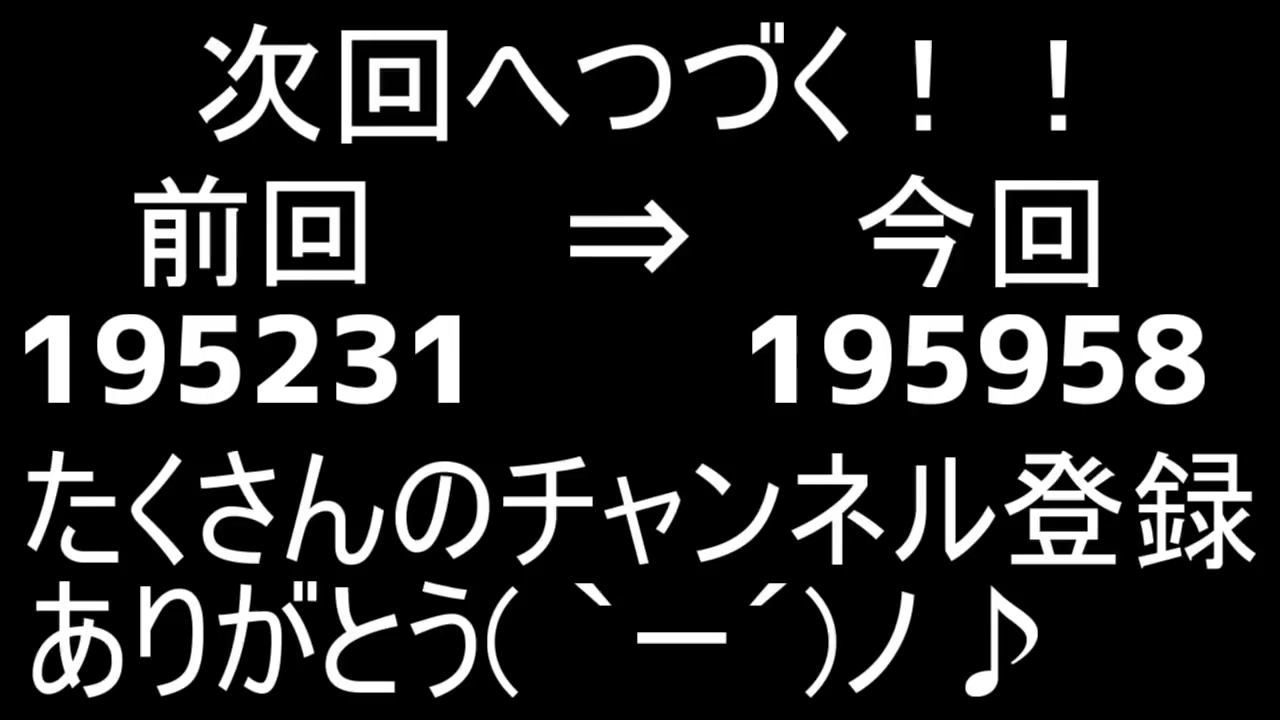 次回へつづく！！
前回　⇒　今回
195231　195958
たくさんのチャンネル登録
ありがとう(｀ー´)ノ♪